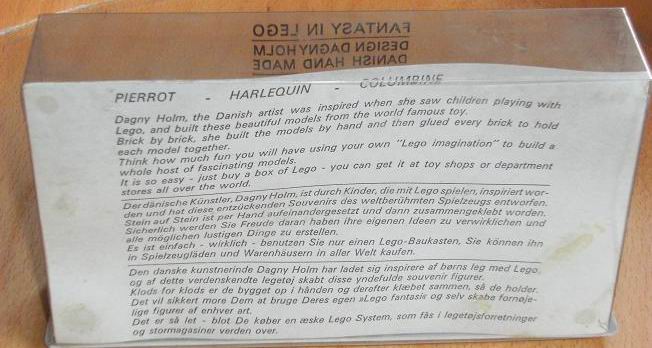 FANTASY IN LEGO
DESIGN DAGNY HOLM
DANISH HAND MADE
PIERROT - HARLEQUIN - COLUMBINE
Dagny Holm, the Danish artist was inspired when she saw children playing with
Lego, and built these beautiful models from the world famous toy.
Brick by brick, she built the models by hand and then glued every brick to hold
each model together.
Think how much fun you will have using your own "Lego imagination" to build a
whole host of fascinating models.
It is so easy - just buy a box of Lego - you can get it at toy shops or department
stores all over the world.
Der dänische Künstler, Dagny Holm, ist durch Kinder, die mit Lego spielen, inspiriert wor-
den und hat diese entzückenden Souvenirs des weltberühmten Spielzeugs entworfen.
Stein auf Stein ist per Hand aufeinandergesetzt und dann zusammengeklebt worden.
Sicherlich werden Sie Freude daran haben ihre eigenen Ideen zu verwirklichen und
alle möglichen lustigen Dinge zu erstellen.
Es ist einfach - wirklich - benutzen Sie nur einen Lego-Baukasten, Sie können ihn
in Spielzeugläden und Warenhäusern in aller Welt kaufen.
Den danske kunstnerinde Dagny Holm har ladet sig inspirere af børns leg med Lego,
og af dette verdenskendte legetøj skabt disse yndefulde souvenir figurer.
Klods for klods er de bygget op i hånden og derefter klæbet sammen, så de holder.
Det vil sikkert more Dem at bruge Deres egen »Lego fantasi« og selv skabe fornøje-
lige figurer af enhver art.
Det er så let - blot De køber en æske Lego System, som fås i legetøjsforretninger
og stormagasiner verden over.